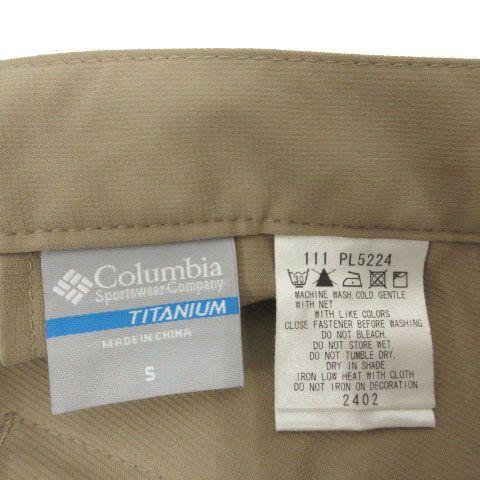 Columbia
Sportswear Company
TITANIUM
MADE IN CHINA
S
111 PL5224
30
MACHINE WASH COLD GENTLE
WITH NET
WITH LIKE COLORS
CLOSE FASTENER BEFORE WASHING
DO NOT BLEACH.
DO NOT STORE WET.
DO NOT TUMBLE DRY.
DRY IN SHADE
IRON LOW HEAT WITH CLOTH
DO NOT IRON ON DECORATION
2402